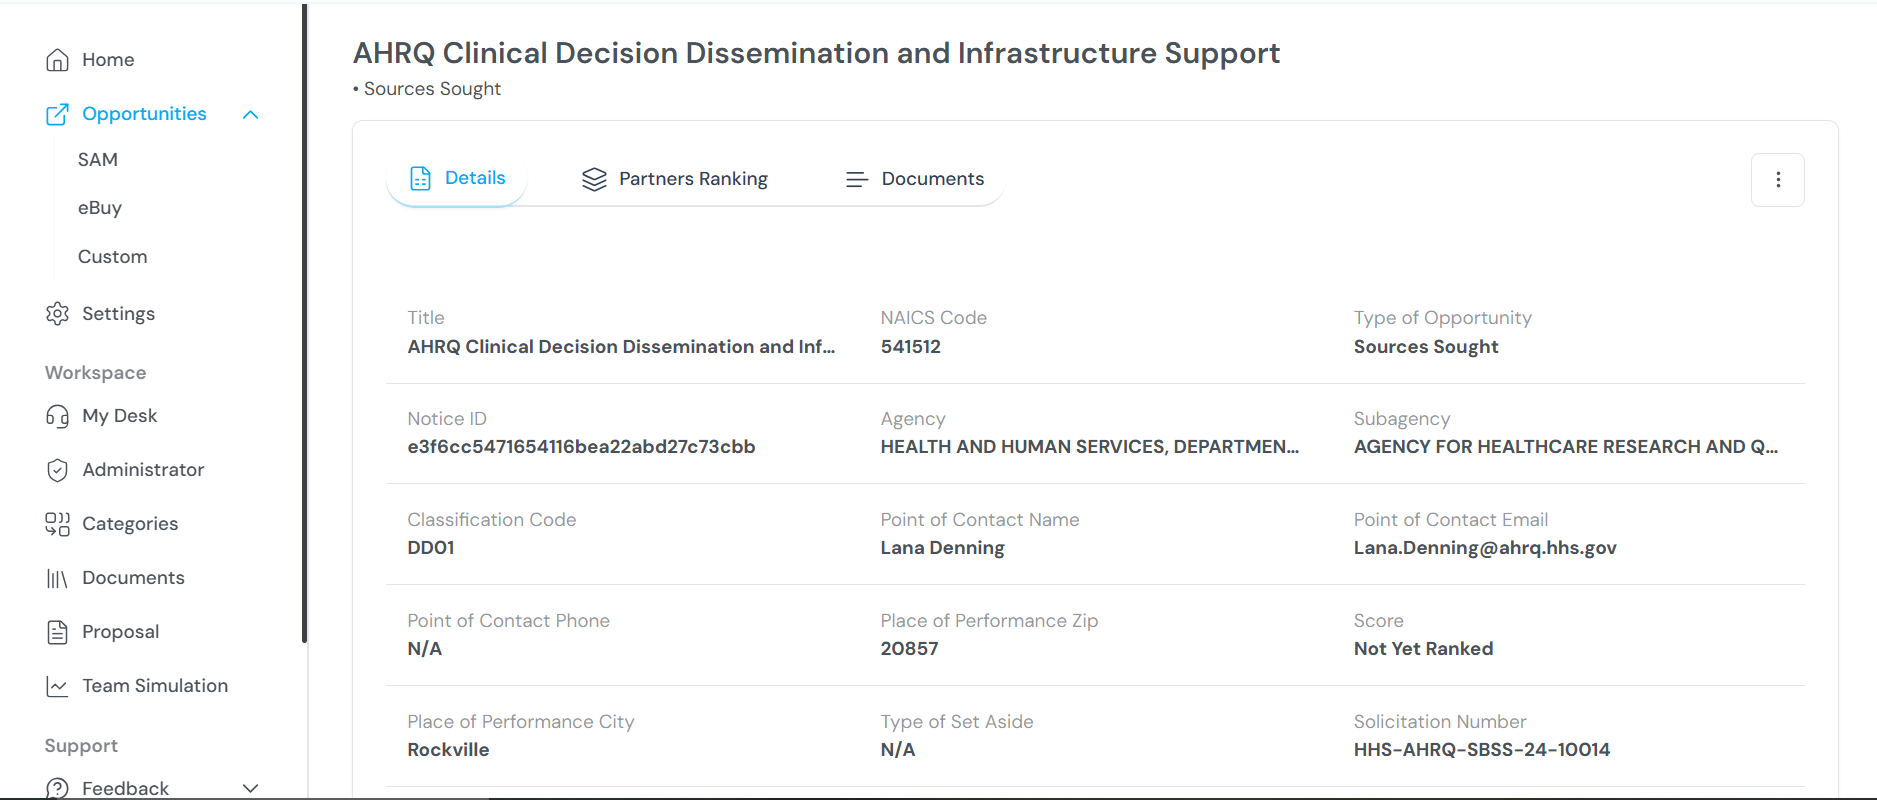 Home
Opportunities
SAM
eBuy
Custom
Settings
Workspace
My Desk
Administrator
Categories
Documents
Proposal
Team Simulation
Support
Feedback
AHRQ Clinical Decision Dissemination and Infrastructure Support
• Sources Sought
Details
Partners Ranking
Documents
Title
AHRQ Clinical Decision Dissemination and Inf...
NAICS Code
541512
Type of Opportunity
Sources Sought
Notice ID
e3f6cc5471654116bea22abd27c73cbb
Agency
HEALTH AND HUMAN SERVICES, DEPARTMEN...
Subagency
AGENCY FOR HEALTHCARE RESEARCH AND Q...
Classification Code
DD01
Point of Contact Name
Lana Denning
Point of Contact Email
Lana.Denning@ahrq.hhs.gov
Point of Contact Phone
N/A
Place of Performance Zip
20857
Score
Not Yet Ranked
Place of Performance City
Rockville
Type of Set Aside
N/A
Solicitation Number
HHS-AHRQ-SBSS-24-10014